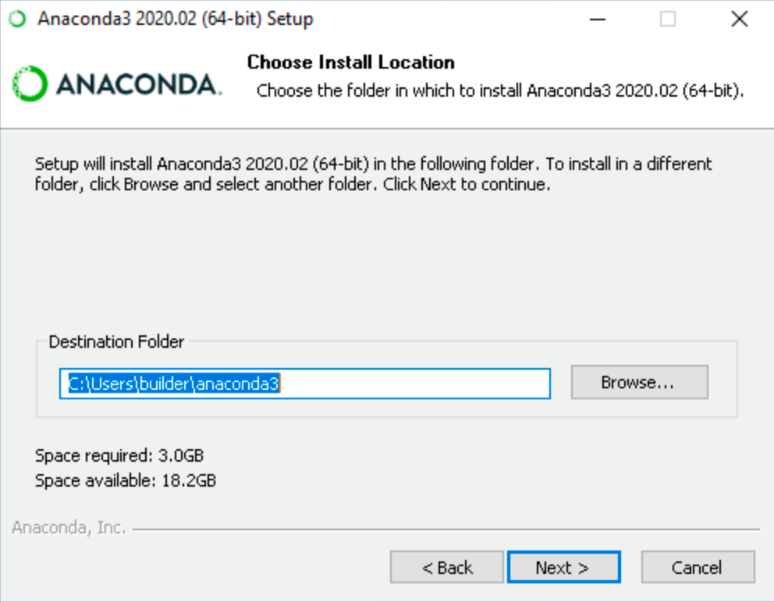 Anaconda3 2020.02 (64-bit) Setup
ANACONDA.
Choose Install Location
Choose the folder in which to install Anaconda3 2020.02 (64-bit).
Setup will install Anaconda3 2020.02 (64-bit) in the following folder. To install in a different
folder, click Browse and select another folder. Click Next to continue.
Destination Folder
C:\Users\builder\anaconda3
Browse...
Space required: 3.0GB
Space available: 18.2GB
Anaconda, Inc.
< Back
Next >
Cancel